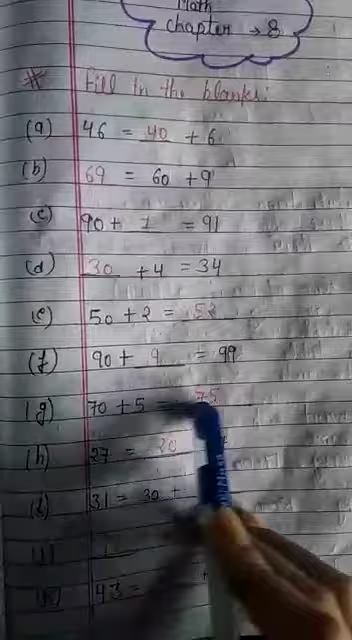 Math
Chapter → 8
* Fill in the blanks:
(a) 46 = 40 + 6
(b) 69 = 60 + 9
(c) 90 + 1 = 91
(d) 30 + 4 = 34
(e) 50 + 2 = 52
(f) 90 + 9 = 99
(g) 70 + 5 = 75
(h) 27 = 20
(i) 31 = 30 +
43 =